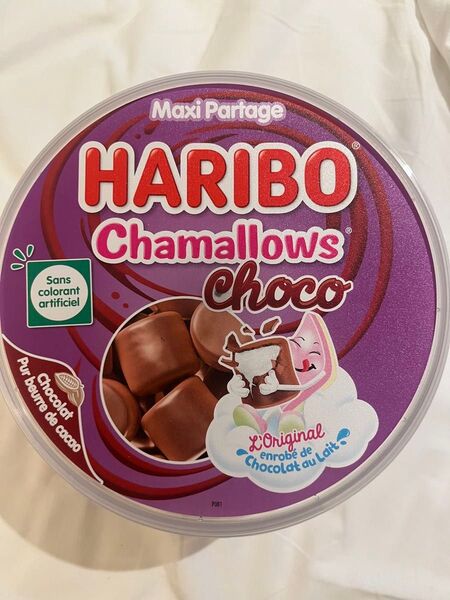 Maxi Partage
HARIBO®
Chamallows®
choco
Sans
colorant
artificiel
Chocolat
Pur beurre de cacao
L'Original
enrobé de
Chocolat au Lait
P081